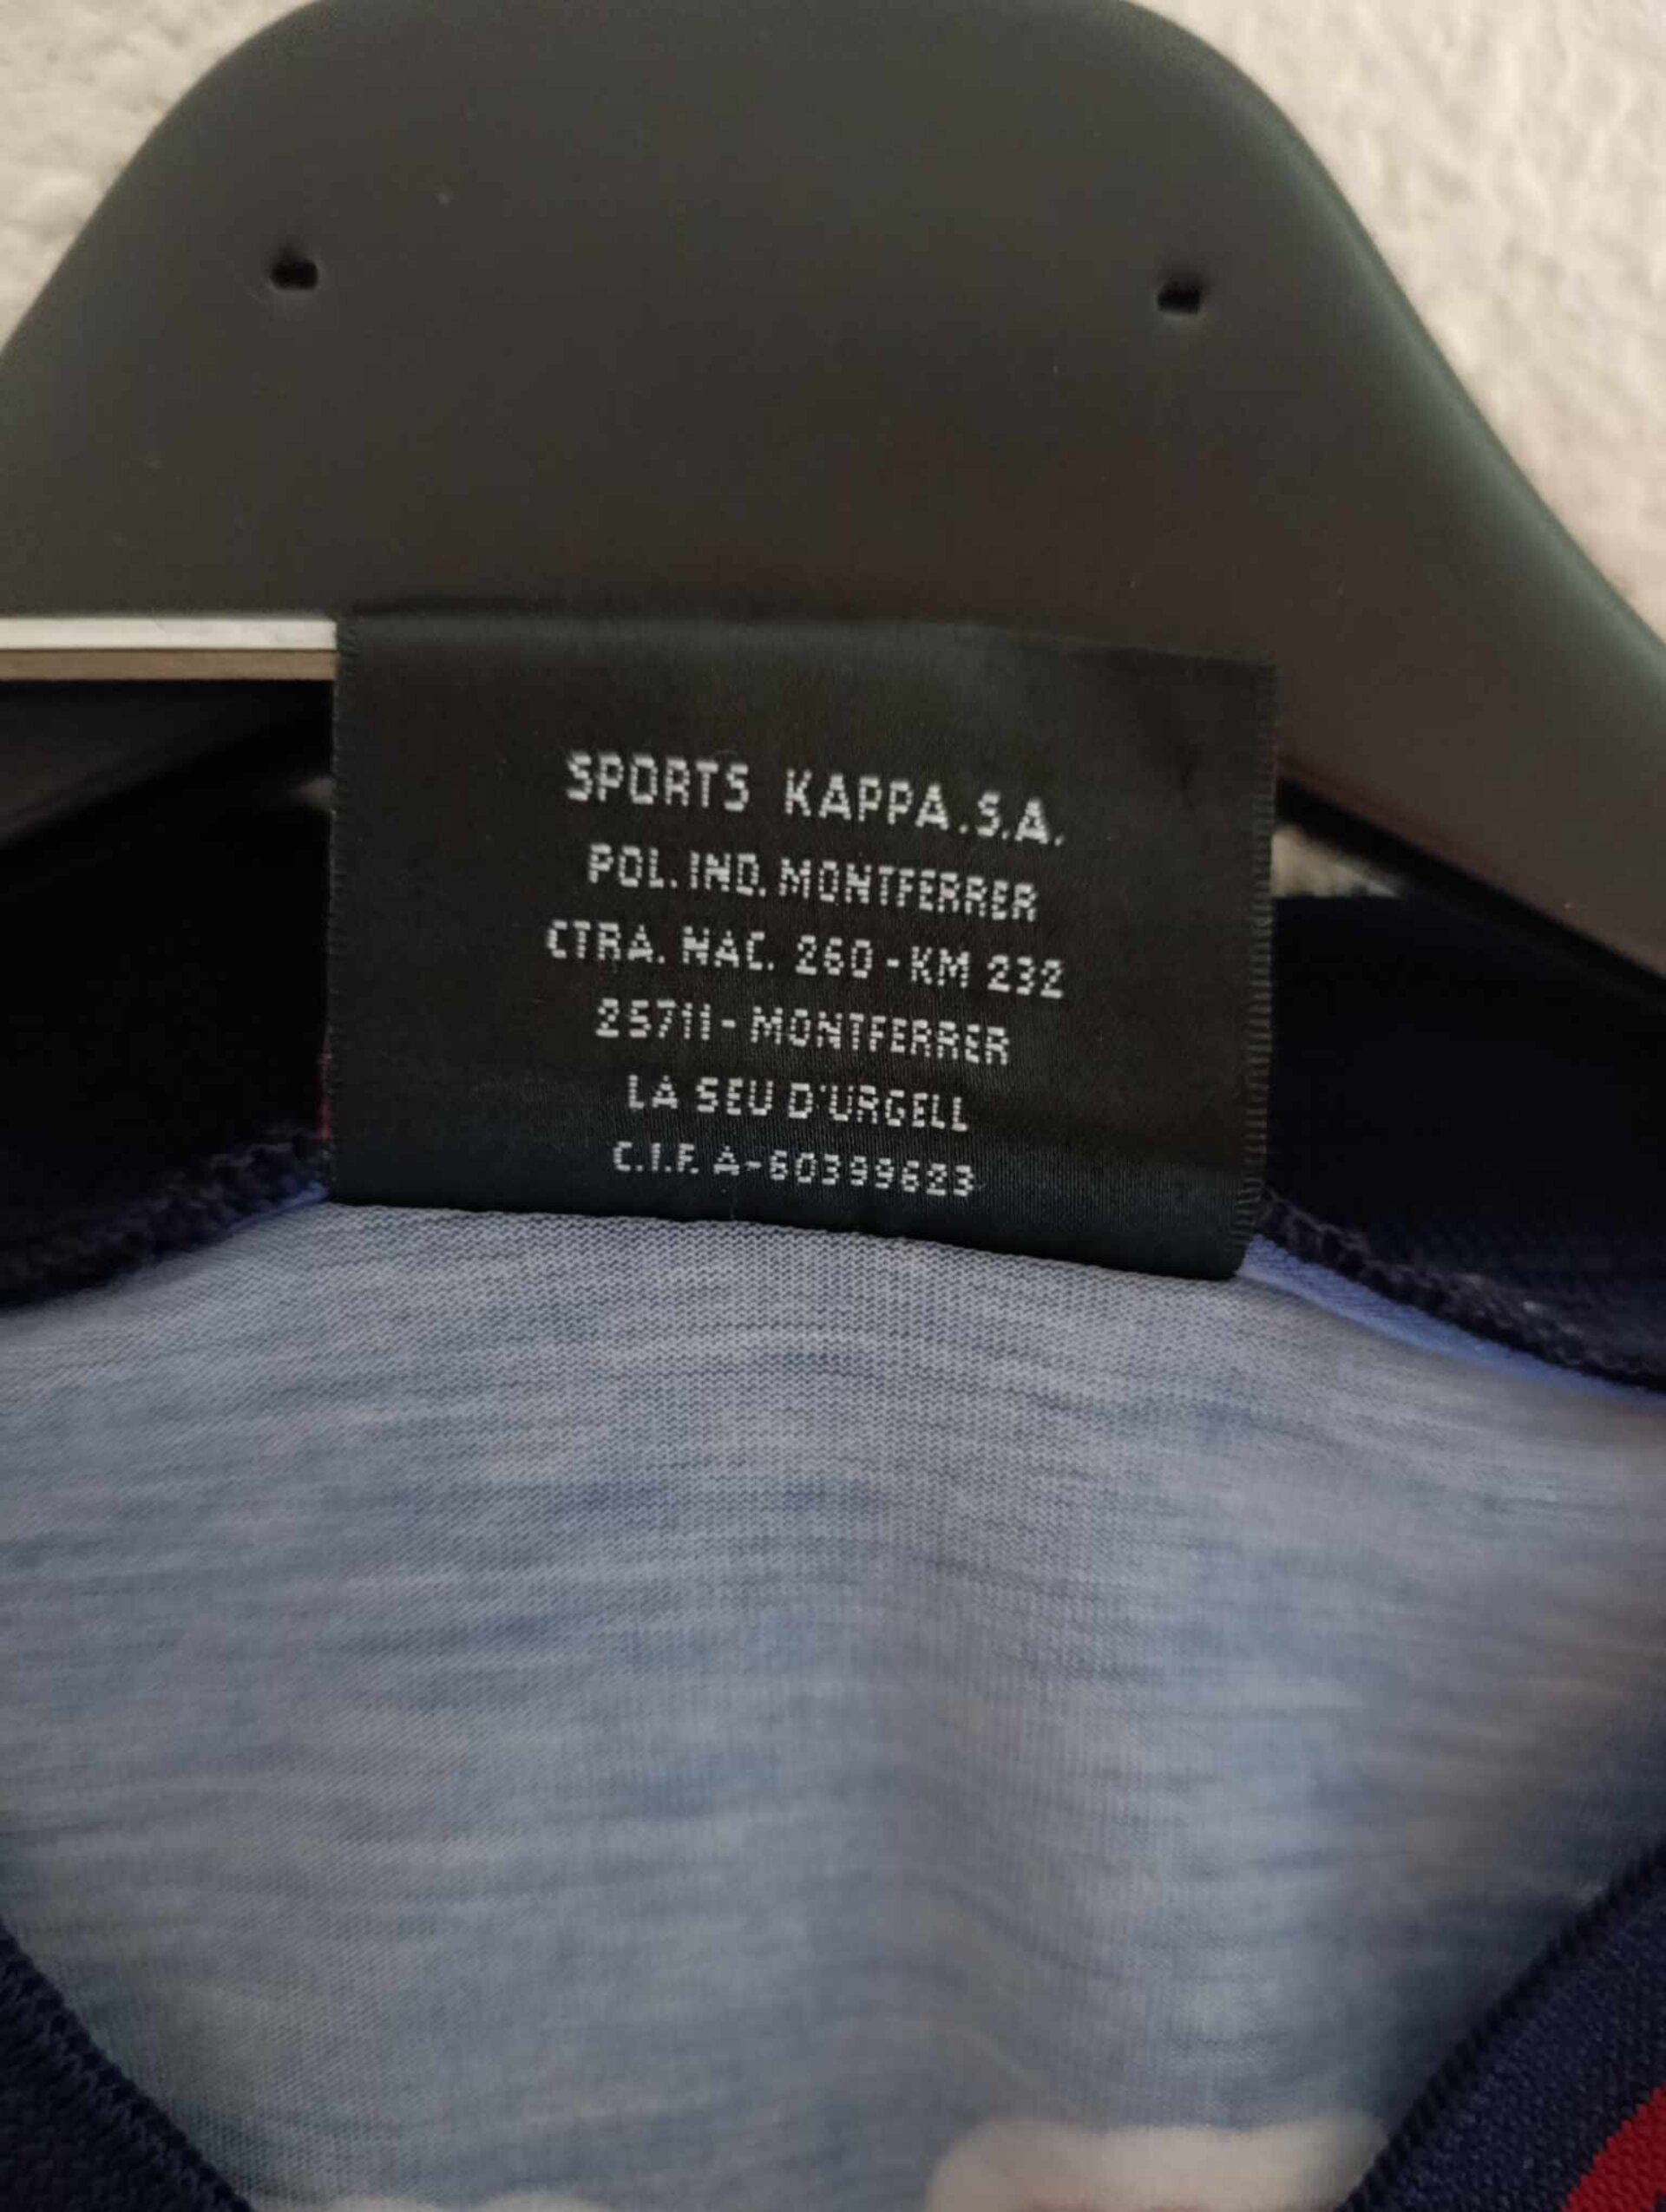 SPORTS KAPPA.S.A.
POL. IND. MONTFERRER
CTRA. NAC. 260 - KM 232
25711 - MONTFERRER
LA SEU D'URGELL
C.I.F. A-60399623